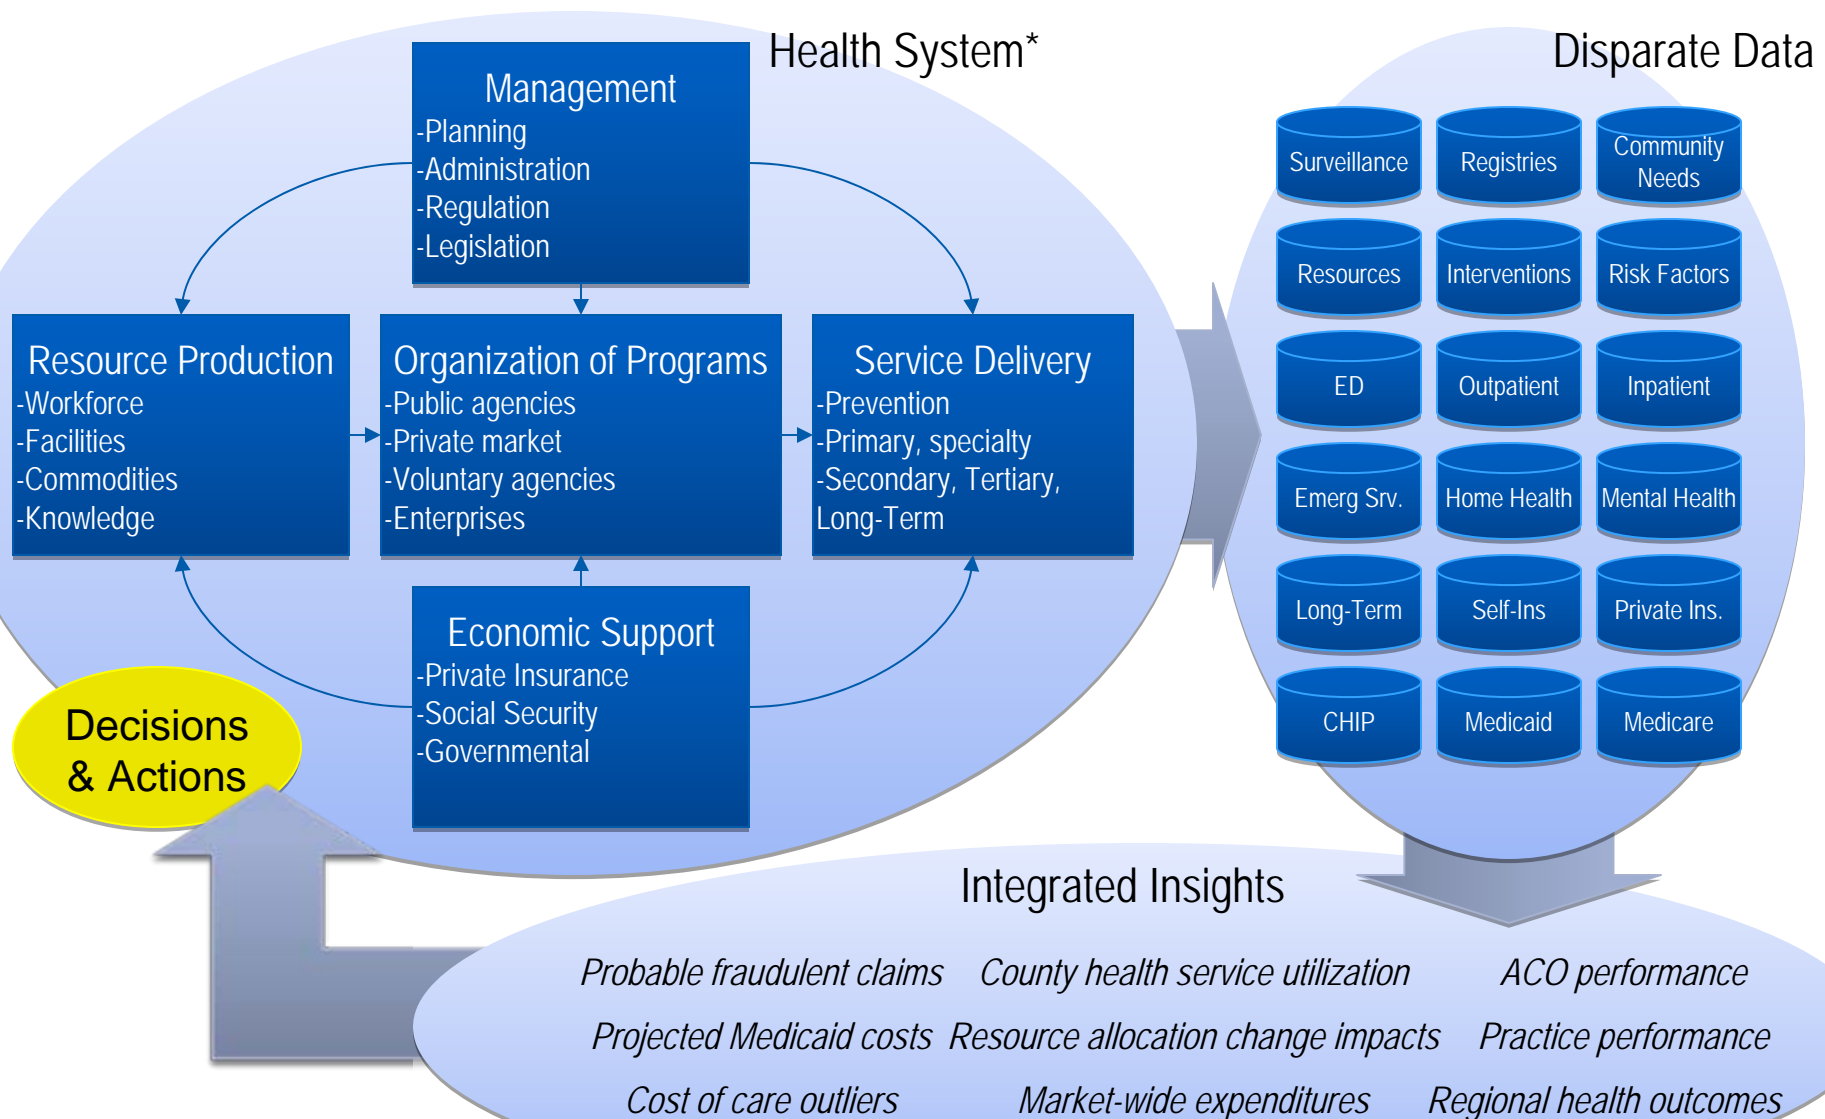 Health System*
Disparate Data
Management
-Planning
-Administration
-Regulation
-Legislation
Resource Production
-Workforce
-Facilities
-Commodities
-Knowledge
Organization of Programs
-Public agencies
-Private market
-Voluntary agencies
-Enterprises
Service Delivery
-Prevention
-Primary, specialty
-Secondary, Tertiary,
Long-Term
Economic Support
-Private Insurance
-Social Security
-Governmental
Decisions
& Actions
Surveillance
Registries
Community
Needs
Resources
Interventions
Risk Factors
ED
Outpatient
Inpatient
Emerg Srv.
Home Health
Mental Health
Long-Term
Self-Ins
Private Ins.
CHIP
Medicaid
Medicare
Integrated Insights
Probable fraudulent claims
County health service utilization
ACO performance
Projected Medicaid costs
Resource allocation change impacts
Practice performance
Cost of care outliers
Market-wide expenditures
Regional health outcomes